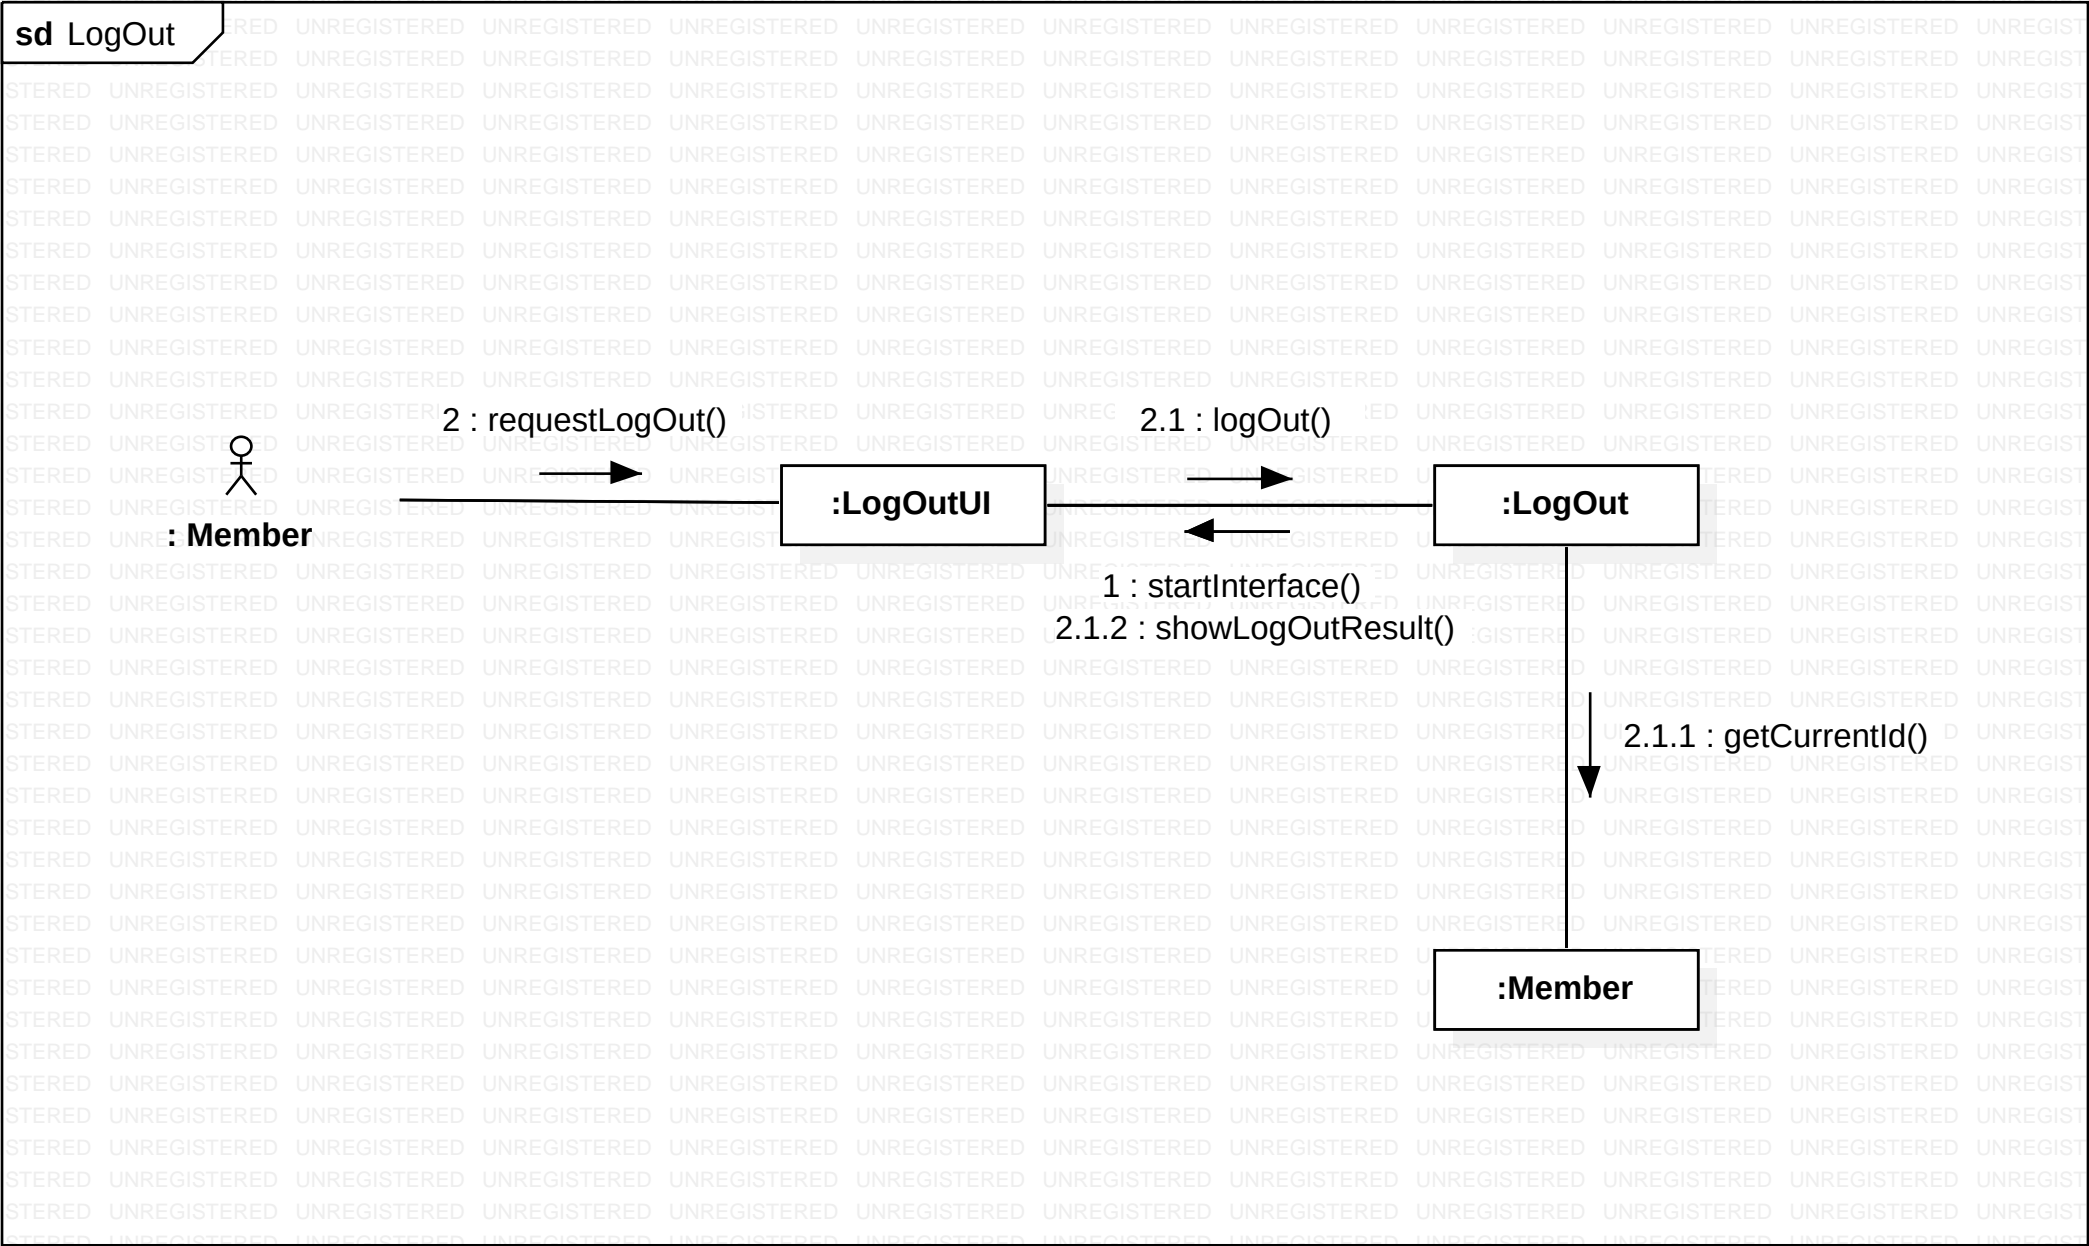 sd LogOut
2 : requestLogOut()
2.1 : logOut()
: Member
:LogOutUI
:LogOut
1 : startInterface()
2.1.2 : showLogOutResult()
2.1.1 : getCurrentId()
:Member
UNREGISTERED